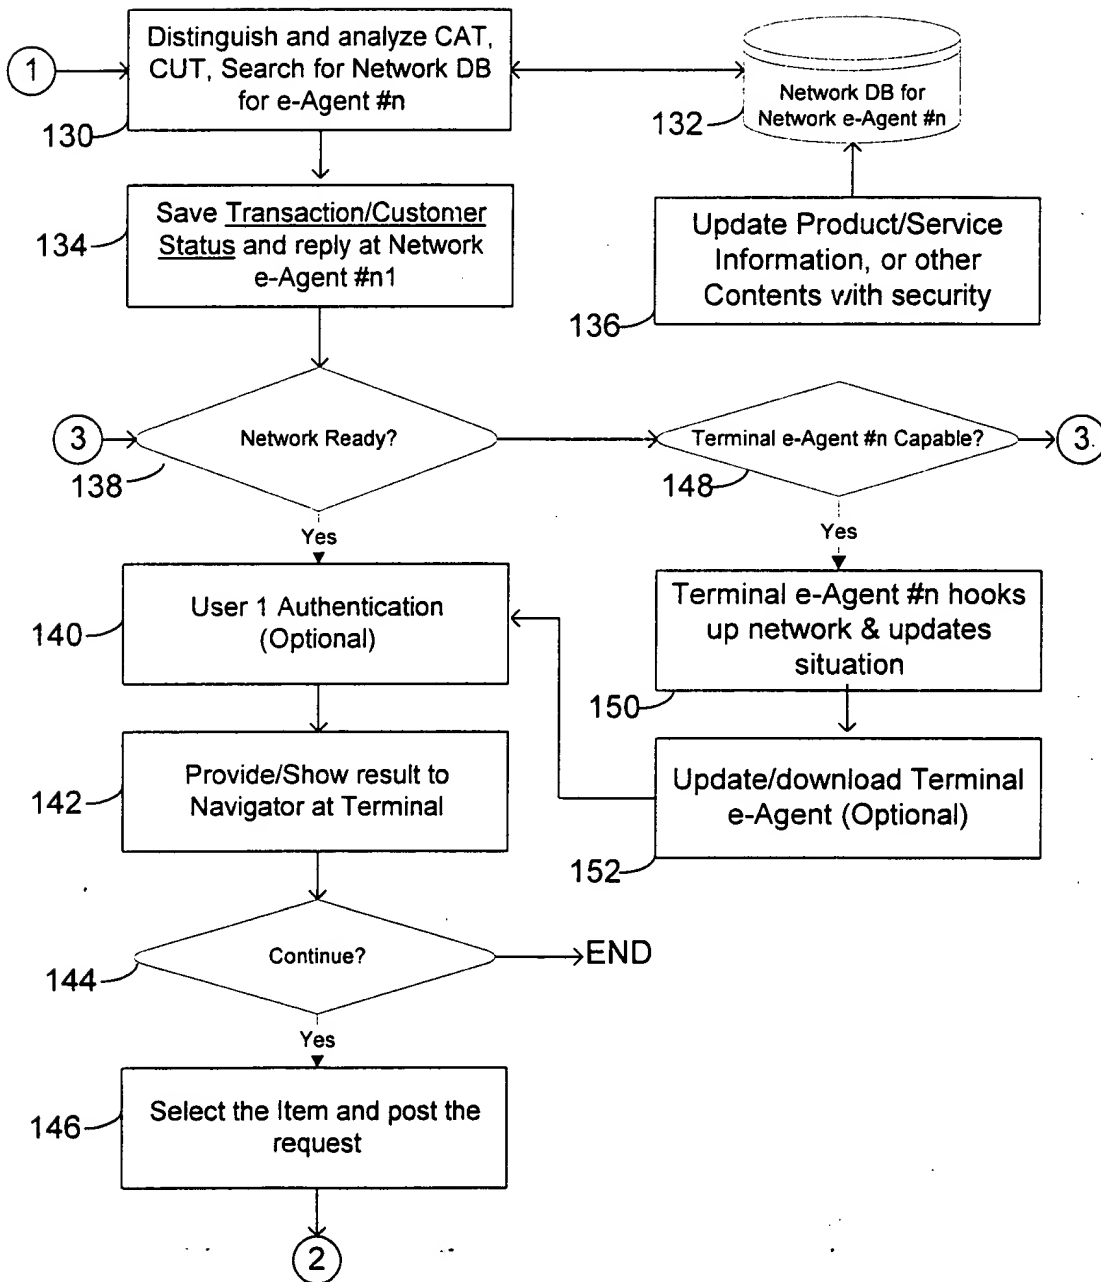 Distinguish and analyze CAT,
CUT, Search for Network DB
for e-Agent #n
1
130
Network DB for
Network e-Agent #n
132
Save Transaction/Customer
Status and reply at Network
e-Agent #n1
134
Update Product/Service
Information, or other
Contents with security
136
3
Network Ready?
138
Terminal e-Agent #n Capable?
148
3.
Yes
Yes
User 1 Authentication
(Optional)
140
Terminal e-Agent #n hooks
up network & updates
situation
150
Provide/Show result to
Navigator at Terminal
142
Update/download Terminal
e-Agent (Optional)
152
Continue?
144
END
Yes
Select the Item and post the
request
146
2